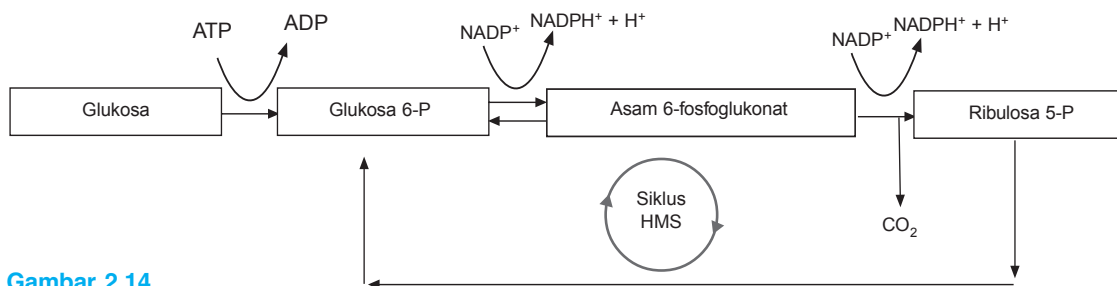 ATP ADP
NADP⁺ NADPH⁺ + H⁺
NADP⁺ NADPH⁺ + H⁺
Glukosa
Glukosa 6-P
Asam 6-fosfoglukonat
Ribulosa 5-P
Siklus
HMS
CO₂
Gambar 2.14